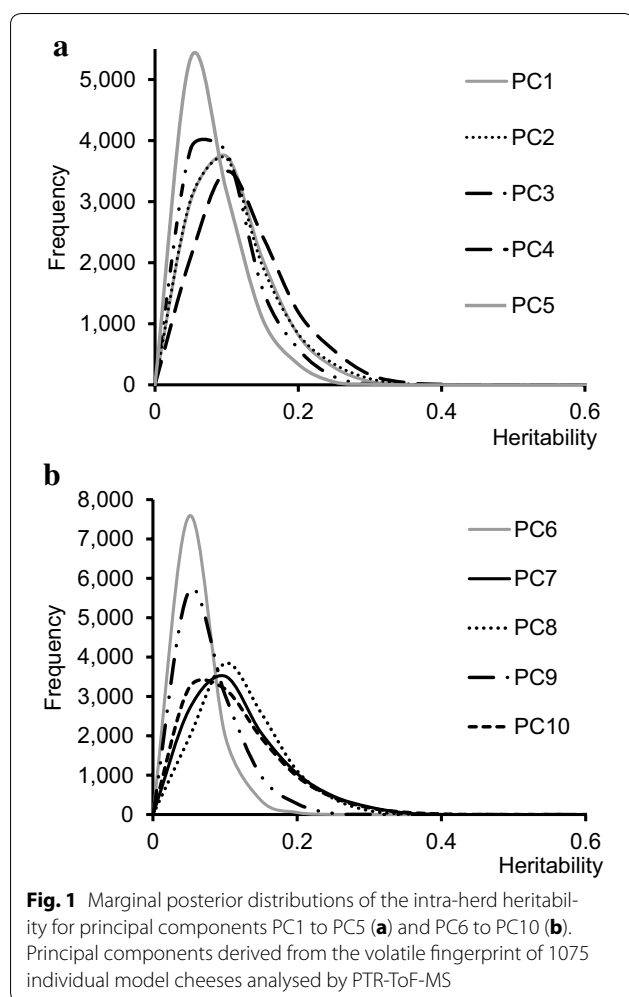 a
5,000
4,000
3,000
2,000
1,000
0
Frequency
PC1
PC2
PC3
PC4
PC5
0
0.2
0.4
0.6
Heritability
b
8,000
7,000
6,000
5,000
4,000
3,000
2,000
1,000
0
Frequency
PC6
PC7
PC8
PC9
PC10
0
0.2
0.4
0.6
Heritability
Fig. 1 Marginal posterior distributions of the intra-herd heritabil-
ity for principal components PC1 to PC5 (a) and PC6 to PC10 (b).
Principal components derived from the volatile fingerprint of 1075
individual model cheeses analysed by PTR-ToF-MS